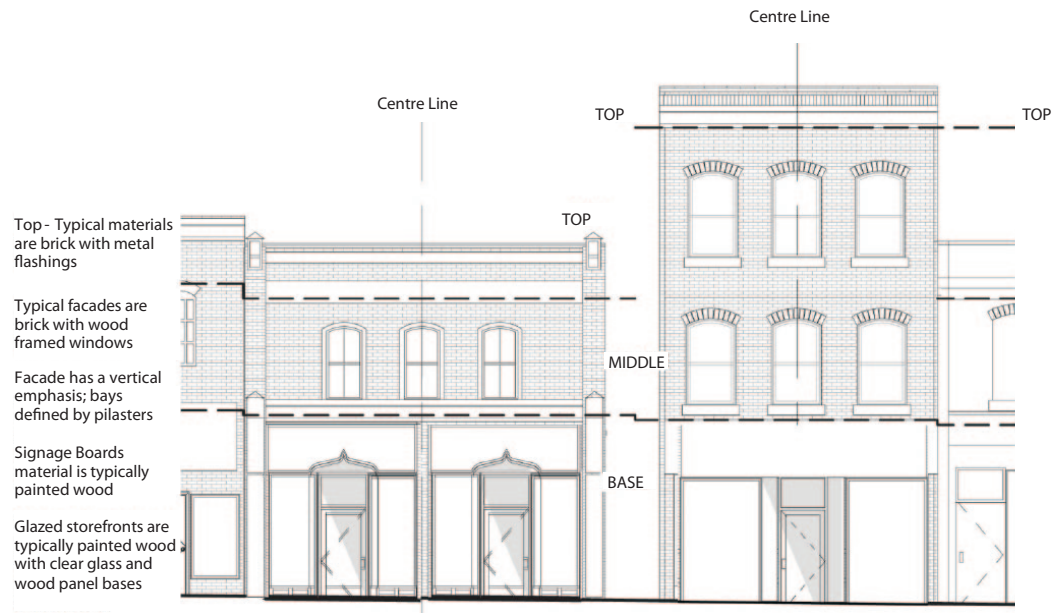 Centre Line
Centre Line
TOP
TOP
TOP
Top - Typical materials
are brick with metal
flashings
Typical facades are
brick with wood
framed windows
MIDDLE
Facade has a vertical
emphasis; bays
defined by pilasters
Signage Boards
material is typically
painted wood
BASE
Glazed storefronts are
typically painted wood
with clear glass and
wood panel bases